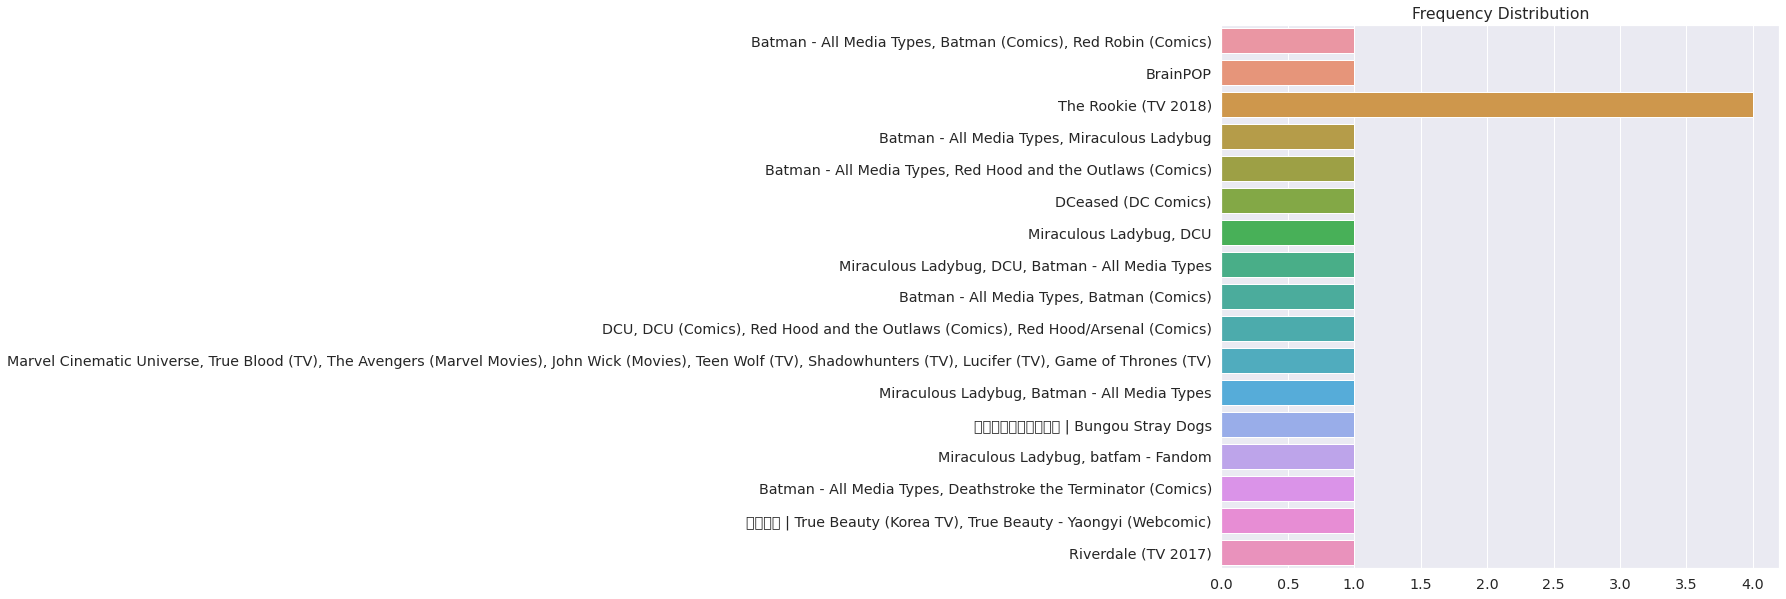 Frequency Distribution
Batman - All Media Types, Batman (Comics), Red Robin (Comics)
BrainPOP
The Rookie (TV 2018)
Batman - All Media Types, Miraculous Ladybug
Batman - All Media Types, Red Hood and the Outlaws (Comics)
DCeased (DC Comics)
Miraculous Ladybug, DCU
Miraculous Ladybug, DCU, Batman - All Media Types
Batman - All Media Types, Batman (Comics)
DCU, DCU (Comics), Red Hood and the Outlaws (Comics), Red Hood/Arsenal (Comics)
Marvel Cinematic Universe, True Blood (TV), The Avengers (Marvel Movies), John Wick (Movies), Teen Wolf (TV), Shadowhunters (TV), Lucifer (TV), Game of Thrones (TV)
Miraculous Ladybug, Batman - All Media Types
| Bungou Stray Dogs
Miraculous Ladybug, batfam - Fandom
Batman - All Media Types, Deathstroke the Terminator (Comics)
| True Beauty (Korea TV), True Beauty - Yaongyi (Webcomic)
Riverdale (TV 2017)
0.0 0.5 1.0 1.5 2.0 2.5 3.0 3.5 4.0